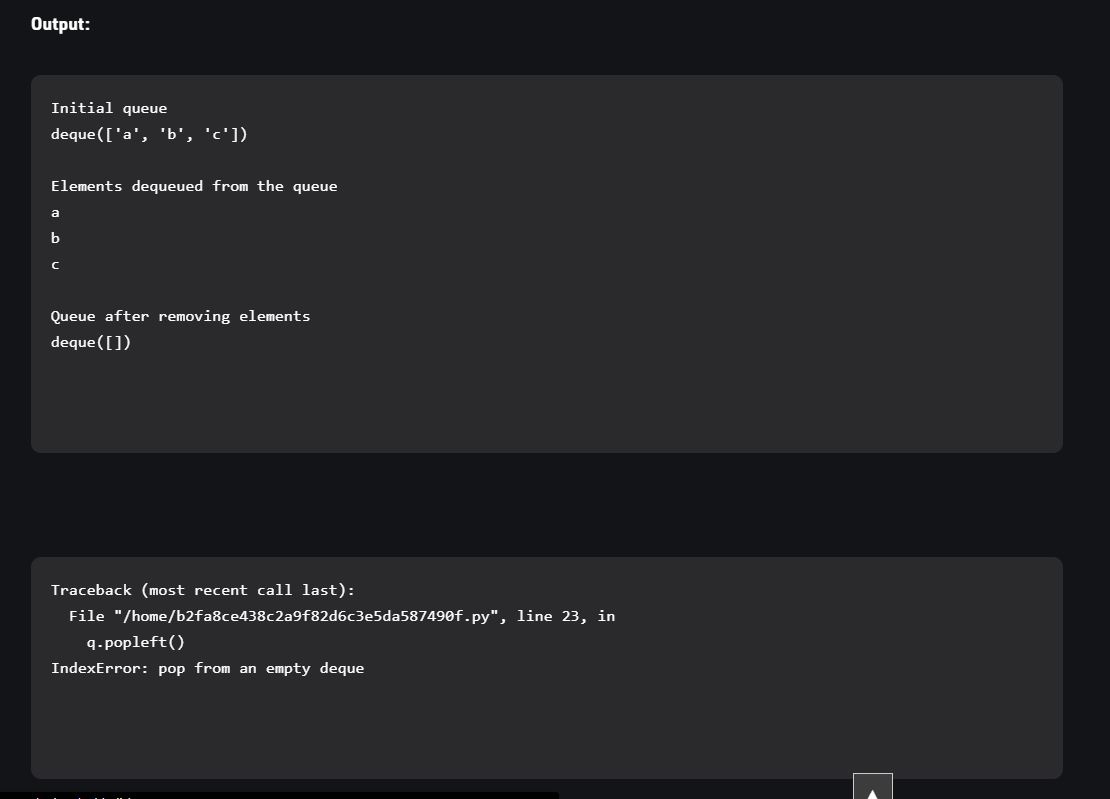 Output:
Initial queue
deque(['a', 'b', 'c'])
Elements dequeued from the queue
a
b
c
Queue after removing elements
deque([])
Traceback (most recent call last):
File "/home/b2fa8ce438c2a9f82d6c3e5da587490f.py", line 23, in
q.popleft()
IndexError: pop from an empty deque